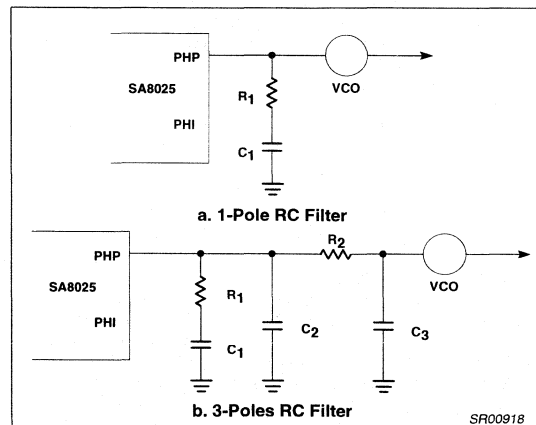 PHP
SA8025
R1
VCO
PHI
C1
a. 1-Pole RC Filter
R2
PHP
SA8025
R1
VCO
PHI
C1
C2
C3
b. 3-Poles RC Filter
SR00918